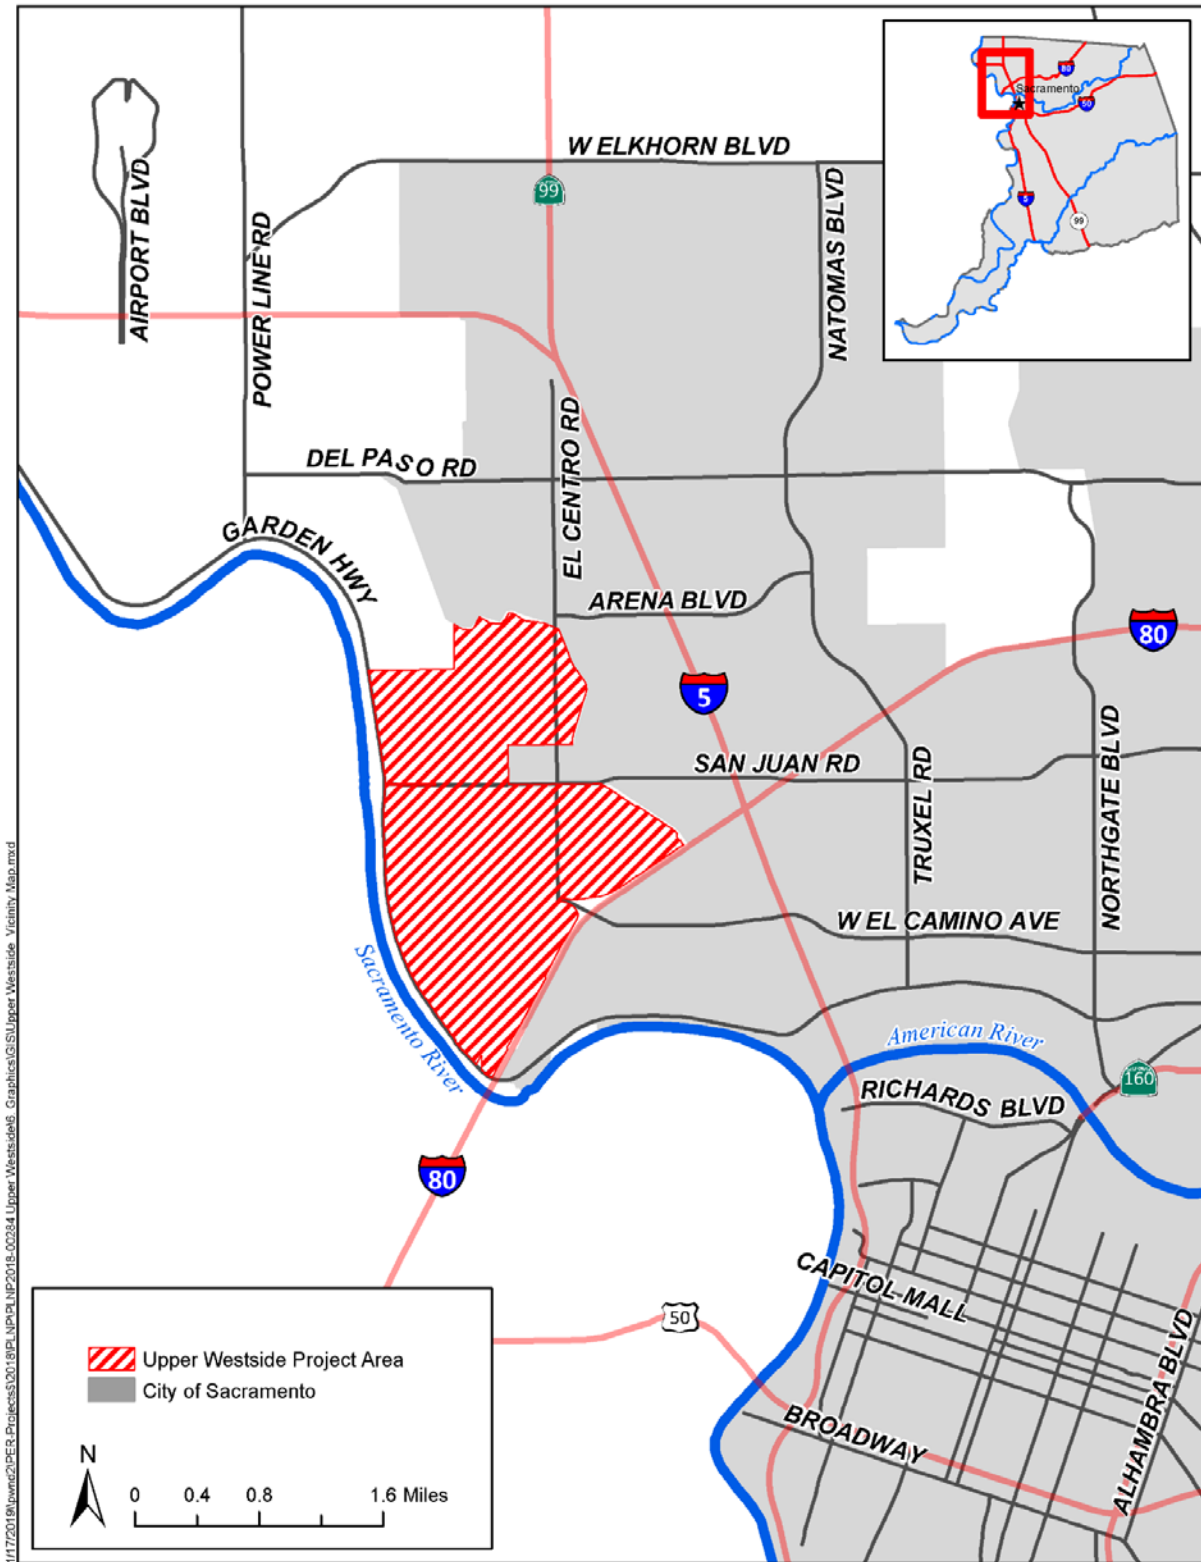 W ELKHORN BLVD
99
AIRPORT BLVD
POWER LINE RD
NATOMAS BLVD
80
Sacramento
50
5
99
DEL PASO RD
EL CENTRO RD
GARDEN HWY
ARENA BLVD
80
5
SAN JUAN RD
TRUXEL RD
NORTHGATE BLVD
W EL CAMINO AVE
Sacramento River
American River
160
RICHARDS BLVD
80
CAPITOL MALL
50
ALHAMBRA BLVD
BROADWAY
Upper Westside Project Area
City of Sacramento
N
0 0.4 0.8 1.6 Miles